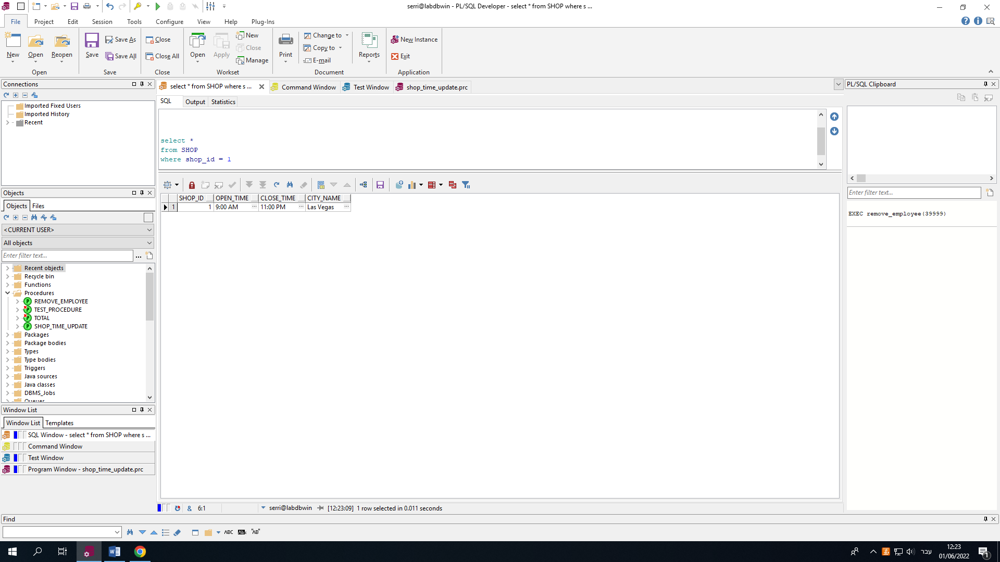 serri@labdbwin - PL/SQL Developer - select * from SHOP where s ...
File Project Edit Session Tools Configure View Help Plug-Ins
New Open Reopen
Open
Save Save As Save All
Save
Close Close All
Close
Open Apply New Close Manage
Workset
Print Change to Copy to E-mail
Document
Reports
New Instance Exit
Application
Connections
Imported Fixed Users
Imported History
Recent
Objects
Objects Files
<CURRENT USER>
All objects
Enter filter text...
Recent objects
Recycle bin
Functions
Procedures
REMOVE_EMPLOYEE
TEST_PROCEDURE
TOTAL
SHOP_TIME_UPDATE
Packages
Package bodies
Types
Type bodies
Triggers
Java sources
Java classes
DBMS_Jobs
Queues
Window List
Window List Templates
SQL Window - select * from SHOP where s ...
Command Window
Test Window
Program Window - shop_time_update.prc
select * from SHOP where s ... Command Window Test Window shop_time_update.prc
SQL Output Statistics
select *
from SHOP
where shop_id = 1
SHOP_ID OPEN_TIME CLOSE_TIME CITY_NAME
1 1 9:00 AM ... 11:00 PM ... Las Vegas ...
& 6:1 serri@labdbwin [12:23:09] 1 row selected in 0.011 seconds
PL/SQL Clipboard
Enter filter text...
EXEC remove_employee(39999)
Find
ABC "AB"
עבר
12:23
01/06/2022
1